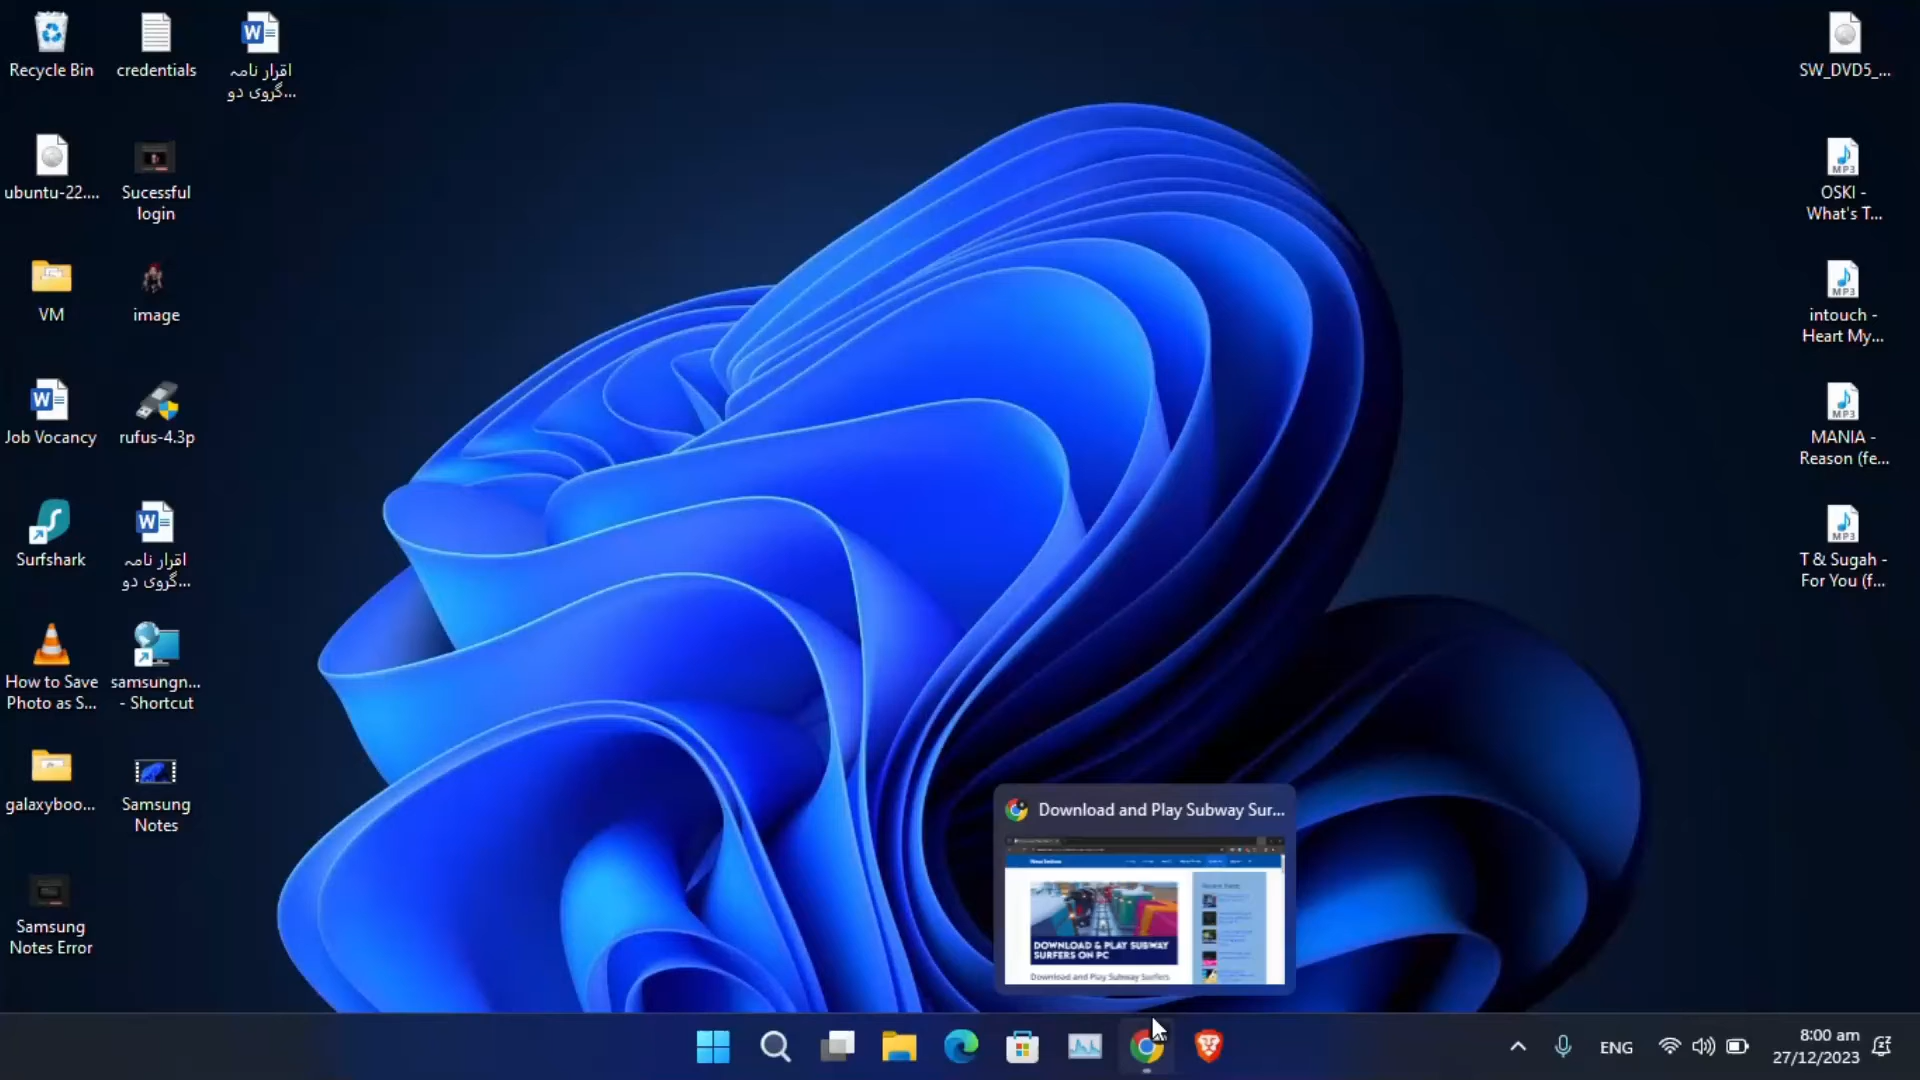 Recycle Bin
credentials
اقرار نامہ
گروی دو...
SW_DVD5_...
ubuntu-22....
Sucessful
login
OSKI -
What's T...
VM
image
intouch -
Heart My...
Job Vocancy
rufus-4.3p
MANIA -
Reason (fe...
Surfshark
اقرار نامہ
گروی دو...
T & Sugah -
For You (f...
How to Save
Photo as S...
samsungn...
- Shortcut
galaxyboo...
Samsung
Notes
Samsung
Notes Error
Download and Play Subway Sur...
DOWNLOAD & PLAY SUBWAY
SURFERS ON PC
Download and Play Subway Surfers
ENG
8:00 am
27/12/2023